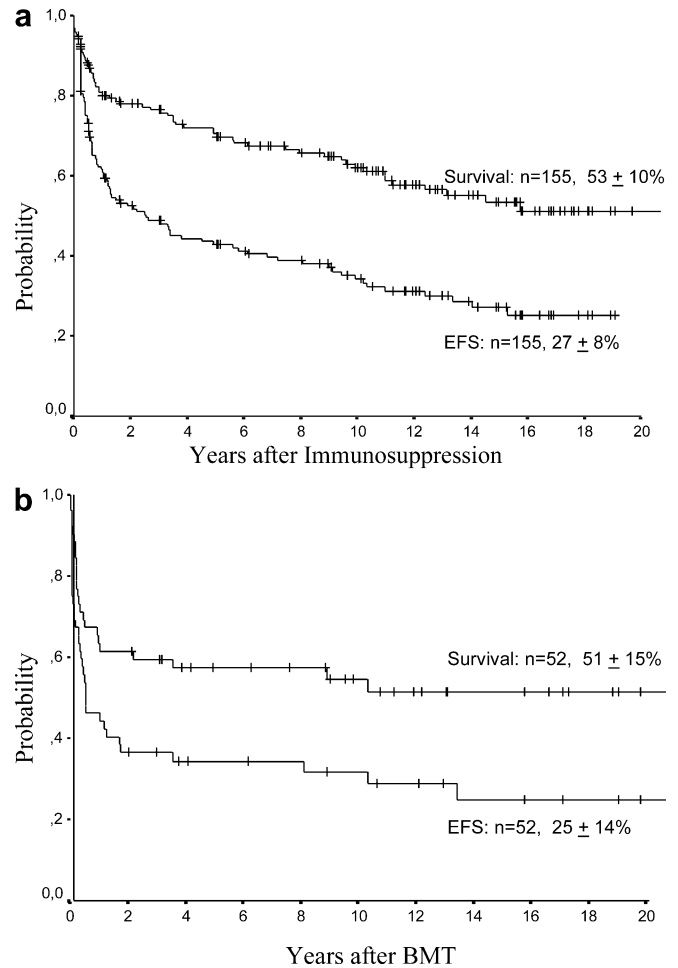 a
1,0
,8
,6
,4
,2
0,0
Probability
Survival: n=155, 53 ± 10%
EFS: n=155, 27 ± 8%
0 2 4 6 8 10 12 14 16 18 20
Years after Immunosuppression
b
1,0
,8
,6
,4
,2
0,0
Probability
Survival: n=52, 51 ± 15%
EFS: n=52, 25 ± 14%
0 2 4 6 8 10 12 14 16 18 20
Years after BMT